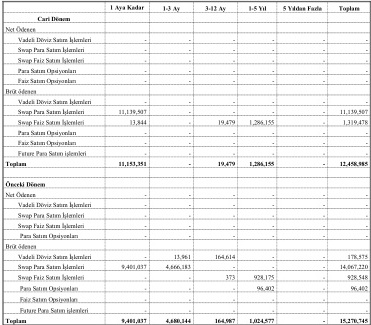 1 Aya Kadar 1-3 Ay 3-12 Ay 1-5 Yıl 5 Yıldan Fazla Toplam
Cari Dönem
Net Ödenen
Vadeli Döviz Satım İşlemleri - - - - - -
Swap Para Satım İşlemleri - - - - - -
Swap Faiz Satım İşlemleri - - - - - -
Para Satım Opsiyonları - - - - - -
Faiz Satım Opsiyonları - - - - - -
Brüt ödenen
Vadeli Döviz Satım İşlemleri - - - - - -
Swap Para Satım İşlemleri 11,139,507 - - - - 11,139,507
Swap Faiz Satım İşlemleri 13,844 - 19,479 1,286,155 - 1,319,478
Para Satım Opsiyonları - - - - - -
Faiz Satım Opsiyonları - - - - - -
Future Para Satım işlemleri - - - - - -
Toplam 11,153,351 19,479 1,286,155 - 12,458,985
Önceki Dönem
Net Ödenen - - - - - -
Vadeli Döviz Satım İşlemleri - - - - - -
Swap Para Satım İşlemleri - - - - - -
Swap Faiz Satım İşlemleri - - - - - -
Para Satım Opsiyonları - - - - - -
Brüt ödenen
Vadeli Döviz Satım İşlemleri - 13,961 164,614 - - 178,575
Swap Para Satım İşlemleri 9,401,037 4,666,183 - - - 14,067,220
Swap Faiz Satım İşlemleri - - 373 928,175 - 928,548
Para Satım Opsiyonları - - - 96,402 - 96,402
Faiz Satım Opsiyonları - - - - - -
Future Para Satım işlemleri - - - - - -
Toplam 9,401,037 4,680,144 164,987 1,024,577 - 15,270,745